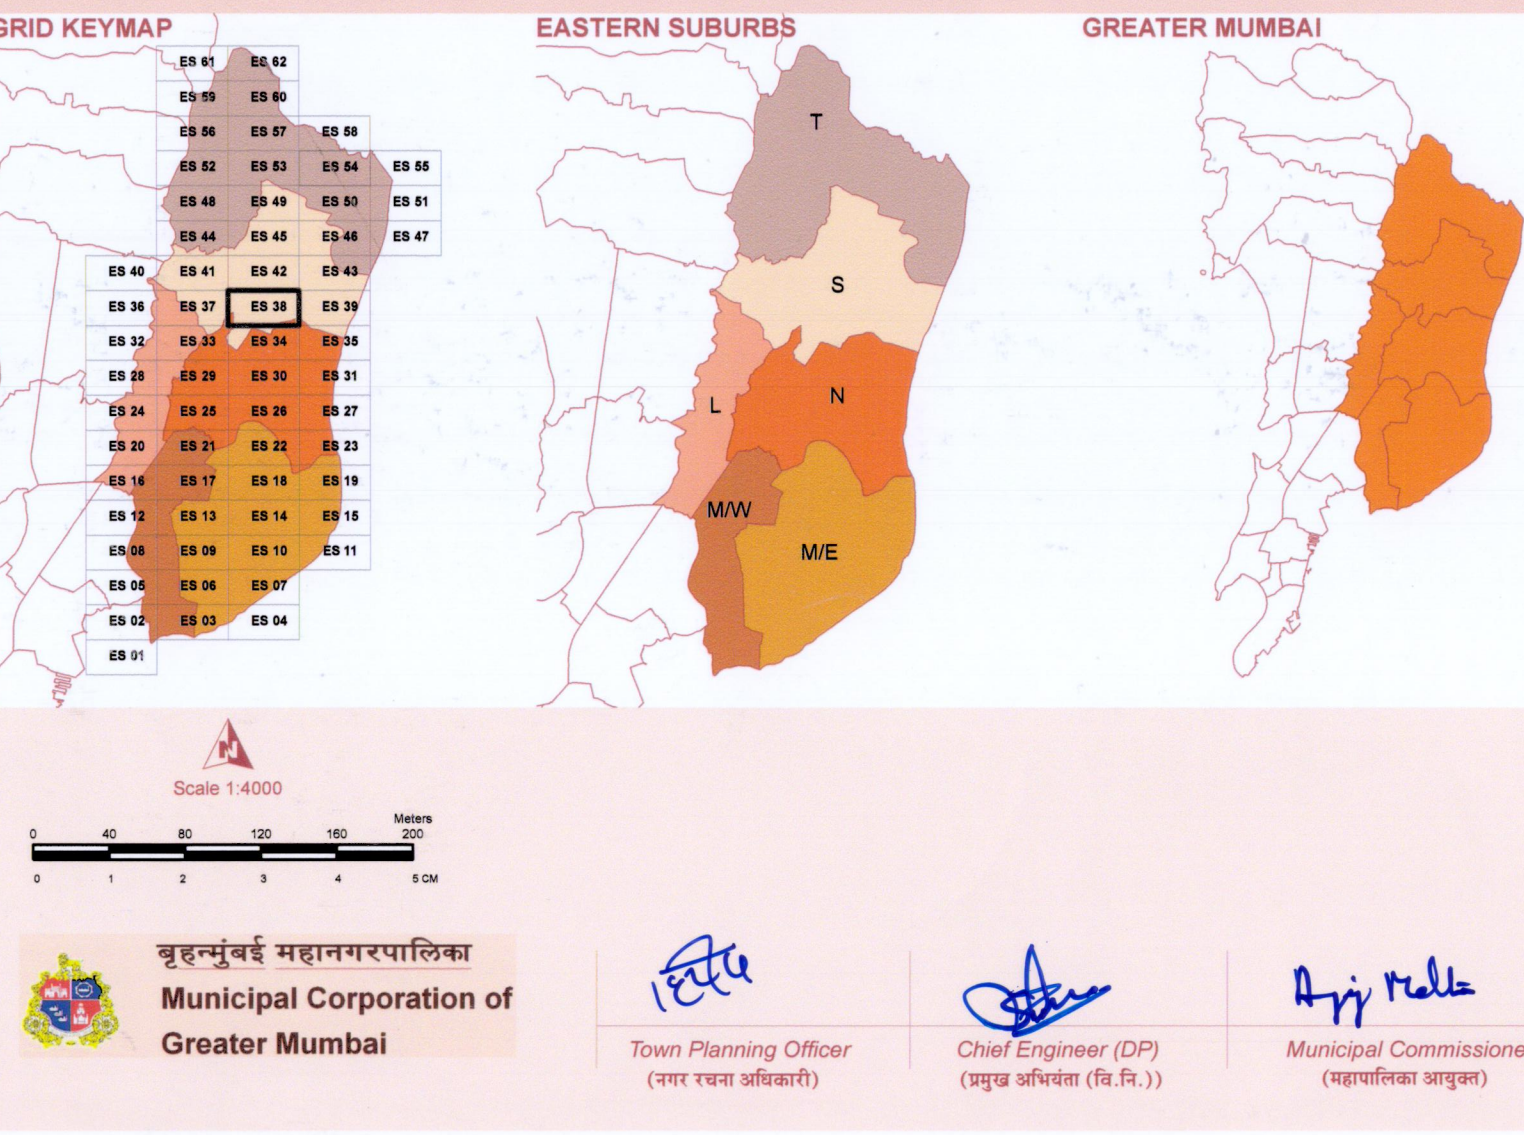 GRID KEYMAP
EASTERN SUBURBS
GREATER MUMBAI
ES 61 ES 62
ES 59 ES 60
ES 56 ES 57 ES 58
ES 52 ES 53 ES 54 ES 55
ES 48 ES 49 ES 50 ES 51
ES 44 ES 45 ES 46 ES 47
ES 40 ES 41 ES 42 ES 43
ES 36 ES 37 ES 38 ES 39
ES 32 ES 33 ES 34 ES 35
ES 28 ES 29 ES 30 ES 31
ES 24 ES 25 ES 26 ES 27
ES 20 ES 21 ES 22 ES 23
ES 16 ES 17 ES 18 ES 19
ES 12 ES 13 ES 14 ES 15
ES 08 ES 09 ES 10 ES 11
ES 05 ES 06 ES 07
ES 02 ES 03 ES 04
ES 01
T
S
N
L
M/W
M/E
N
Scale 1:4000
Meters
0 40 80 120 160 200
0 1 2 3 4 5 CM
बृहन्मुंबई महानगरपालिका
Municipal Corporation of
Greater Mumbai
Town Planning Officer
(नगर रचना अधिकारी)
Chief Engineer (DP)
(प्रमुख अभियंता (वि.नि.))
Ajoy Mehta
Municipal Commissione
(महापालिका आयुक्त)